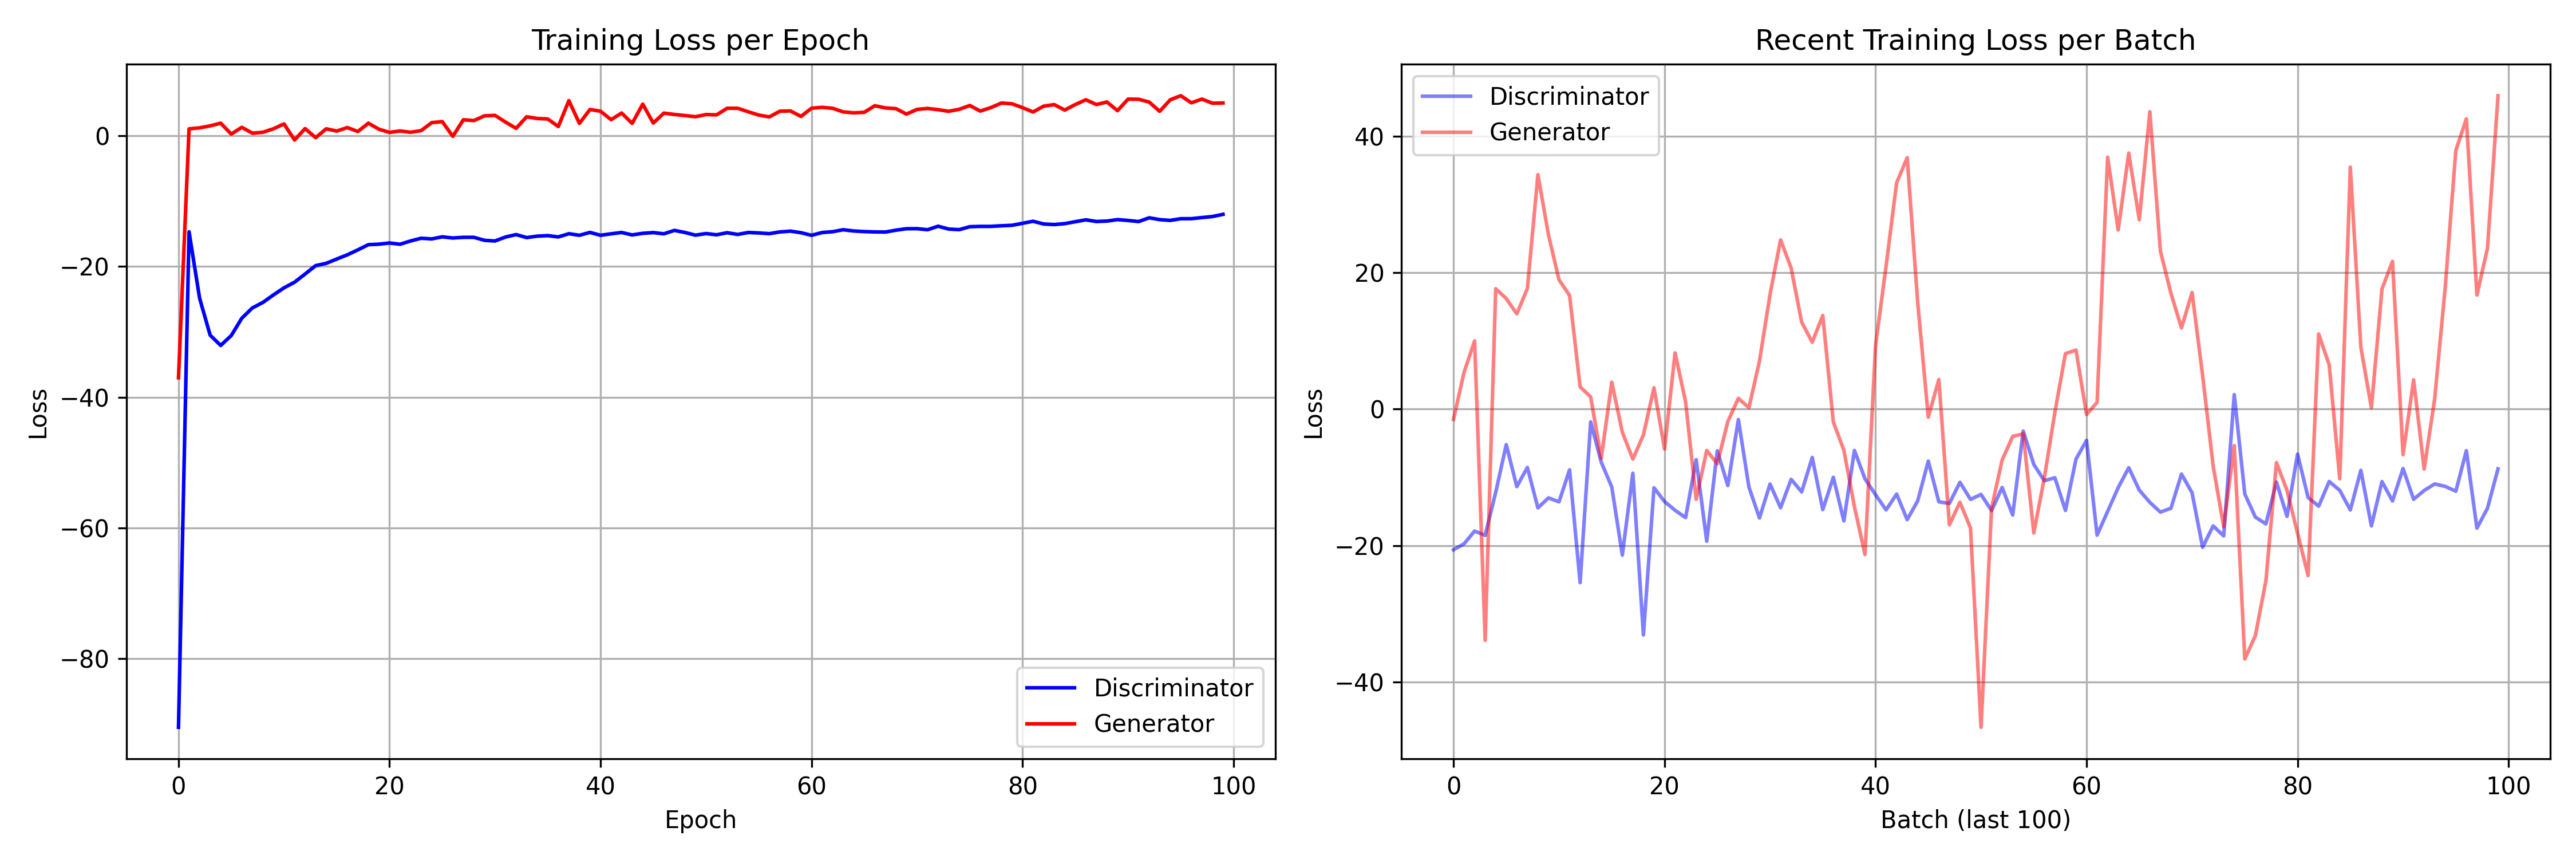 Training Loss per Epoch
Loss
0
−20
−40
−60
−80
Discriminator
Generator
0 20 40 60 80 100
Epoch
Recent Training Loss per Batch
Discriminator
Generator
Loss
40
20
0
−20
−40
0 20 40 60 80 100
Batch (last 100)